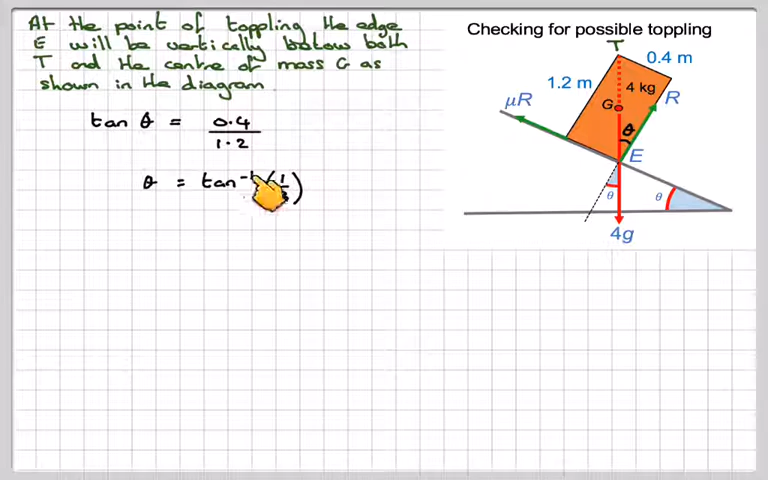 At the point of toppling the edge
E will be vertically below both
T and the centre of mass G as
shown in the diagram
tan θ = 0.4
1.2
θ = tan⁻¹(1
Checking for possible toppling
T
0.4 m
1.2 m
4 kg
μR
G
R
θ
E
θ
θ
4g